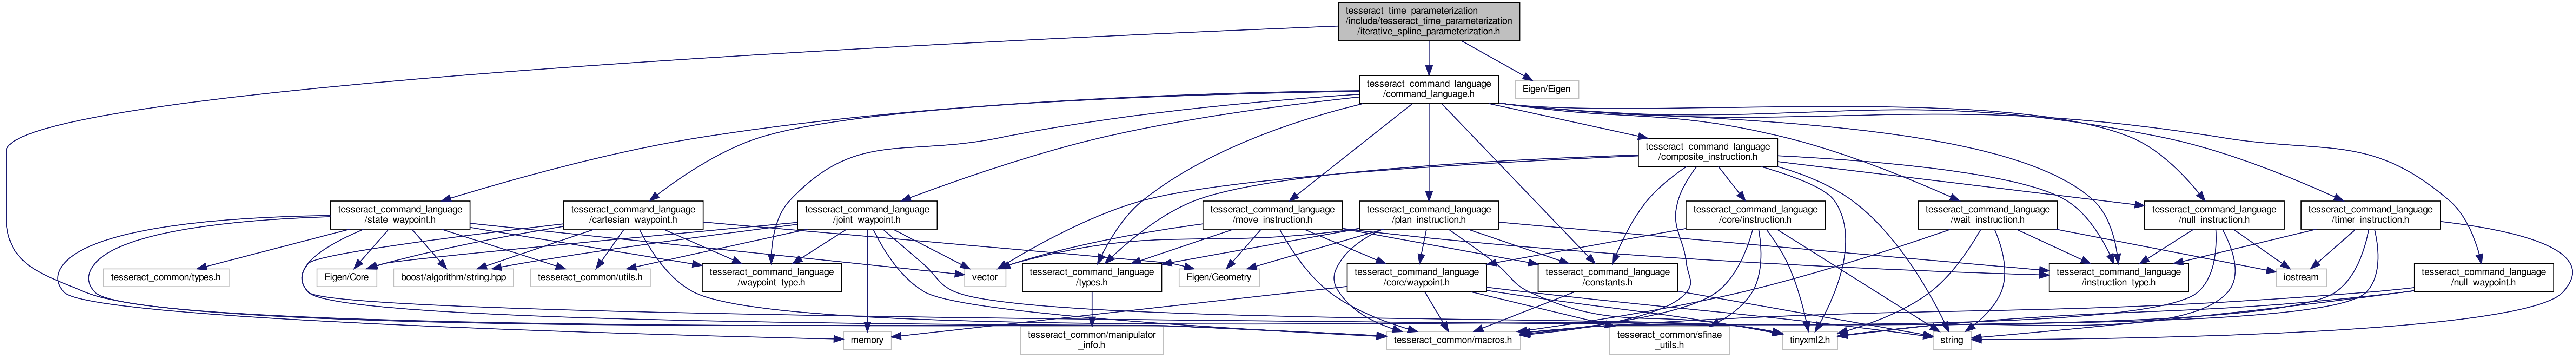 tesseract_time_parameterization
/include/tesseract_time_parameterization
/iterative_spline_parameterization.h
tesseract_command_language
/command_language.h
Eigen/Eigen
tesseract_command_language
/composite_instruction.h
tesseract_command_language
/state_waypoint.h
tesseract_command_language
/cartesian_waypoint.h
tesseract_command_language
/joint_waypoint.h
tesseract_command_language
/move_instruction.h
tesseract_command_language
/plan_instruction.h
tesseract_command_language
/core/instruction.h
tesseract_command_language
/wait_instruction.h
tesseract_command_language
/null_instruction.h
tesseract_command_language
/timer_instruction.h
tesseract_common/types.h
Eigen/Core
boost/algorithm/string.hpp
tesseract_common/utils.h
tesseract_command_language
/waypoint_type.h
vector
tesseract_command_language
/types.h
Eigen/Geometry
tesseract_command_language
/core/waypoint.h
tesseract_command_language
/constants.h
tesseract_command_language
/instruction_type.h
iostream
tesseract_command_language
/null_waypoint.h
memory
tesseract_common/manipulator
_info.h
tesseract_common/macros.h
tesseract_common/sfinae
_utils.h
tinyxml2.h
string